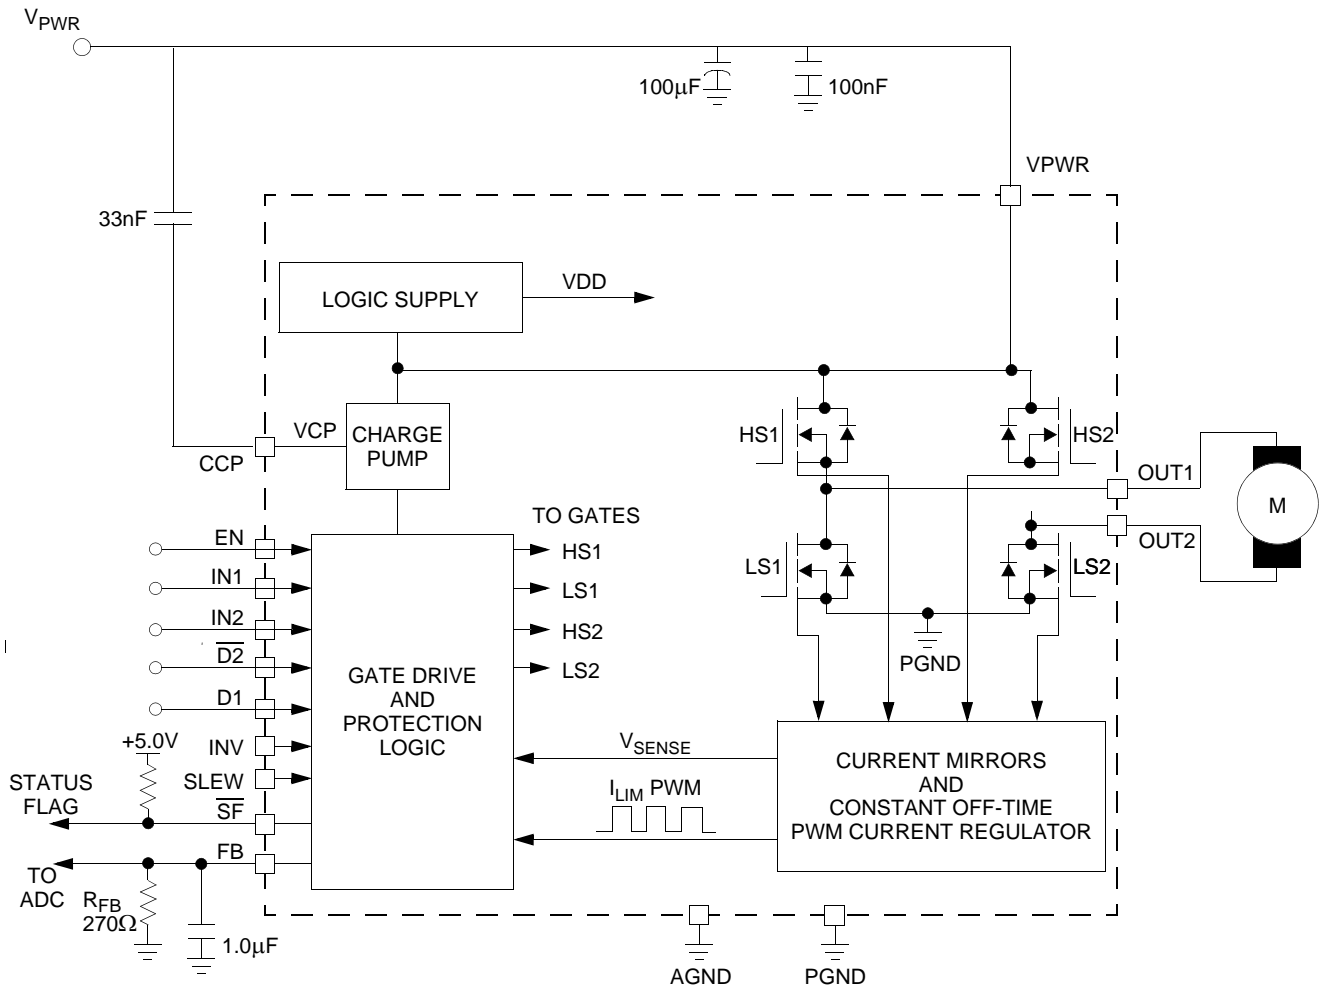 VPWR
100μF
100nF
VPWR
33nF
LOGIC SUPPLY
VDD
VCP
CHARGE
PUMP
CCP
HS1
HS2
OUT1
M
OUT2
LS1
LS2
PGND
TO GATES
HS1
LS1
HS2
LS2
EN
IN1
IN2
D2
D1
+5.0V
INV
SLEW
STATUS
FLAG
SF
FB
TO
ADC
RFB
270Ω
1.0μF
GATE DRIVE
AND
PROTECTION
LOGIC
VSENSE
ILIM PWM
CURRENT MIRRORS
AND
CONSTANT OFF-TIME
PWM CURRENT REGULATOR
AGND
PGND